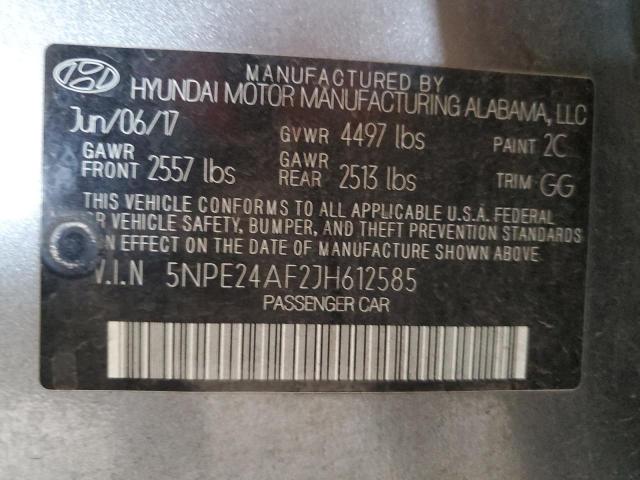 MANUFACTURED BY
HYUNDAI MOTOR MANUFACTURING ALABAMA, LLC
Jun/06/17 GVWR 4497 lbs PAINT 2C
GAWR FRONT 2557 lbs GAWR REAR 2513 lbs TRIM GG
THIS VEHICLE CONFORMS TO ALL APPLICABLE U.S.A. FEDERAL
VEHICLE SAFETY, BUMPER, AND THEFT PREVENTION STANDARDS
EFFECT ON THE DATE OF MANUFACTURE SHOWN ABOVE.
V.I.N 5NPE24AF2JH612585
PASSENGER CAR